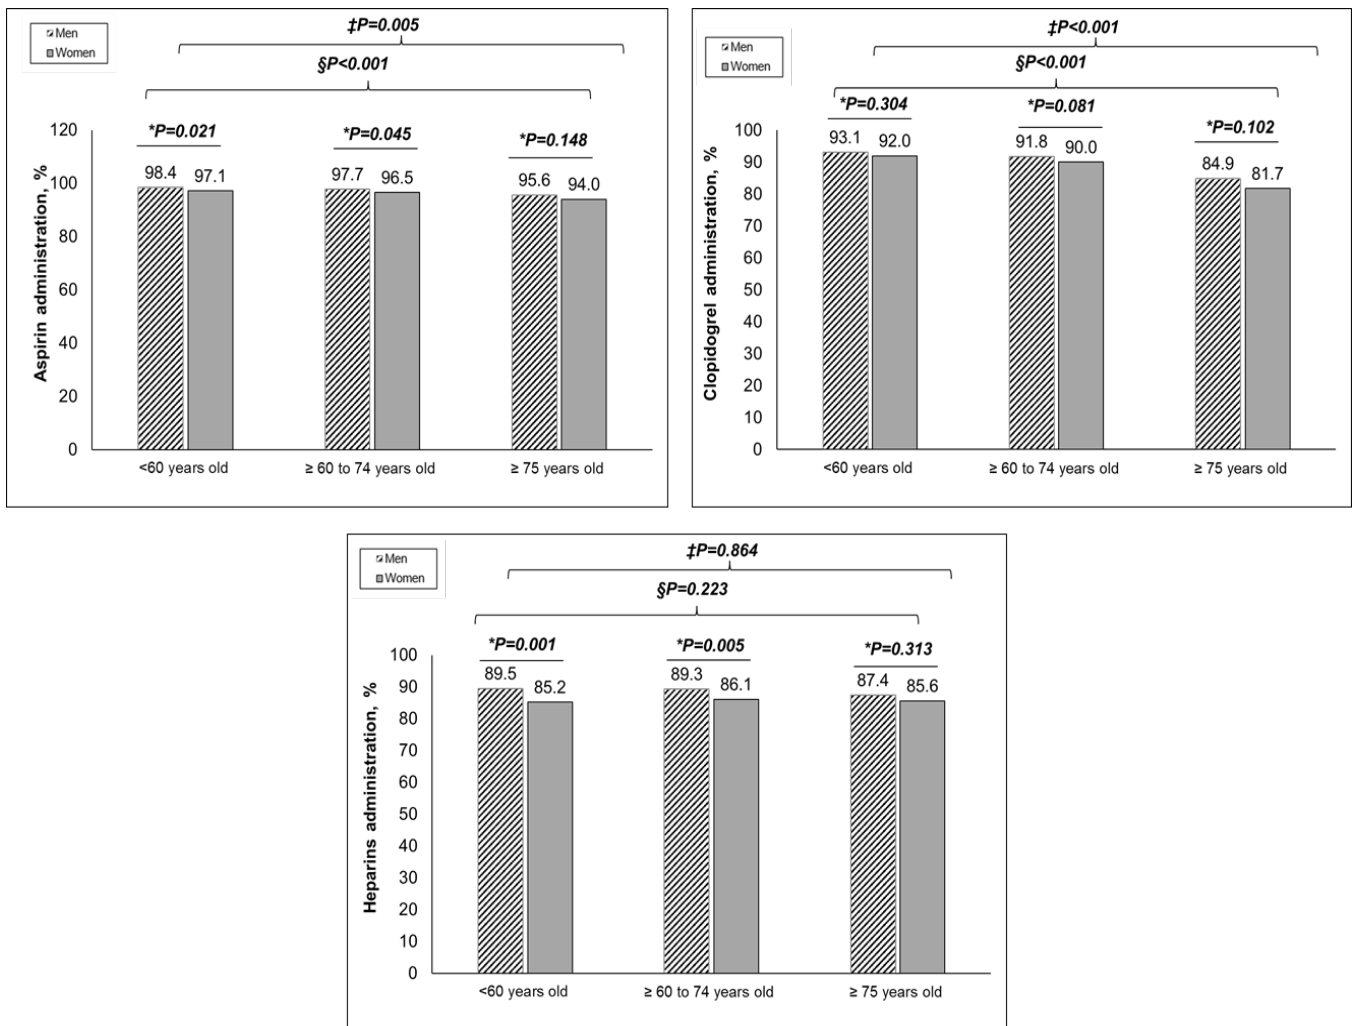 Men
Women
‡P=0.005
§P<0.001
*P=0.021
*P=0.045
*P=0.148
Aspirin administration, %
120
100
80
60
40
20
0
98.4
97.1
97.7
96.5
95.6
94.0
<60 years old
≥ 60 to 74 years old
≥ 75 years old
Men
Women
‡P<0.001
§P<0.001
*P=0.304
*P=0.081
*P=0.102
Clopidogrel administration, %
100
90
80
70
60
50
40
30
20
10
0
93.1
92.0
91.8
90.0
84.9
81.7
<60 years old
≥ 60 to 74 years old
≥ 75 years old
Men
Women
‡P=0.864
§P=0.223
*P=0.001
*P=0.005
*P=0.313
Heparins administration, %
100
90
80
70
60
50
40
30
20
10
0
89.5
85.2
89.3
86.1
87.4
85.6
<60 years old
≥ 60 to 74 years old
≥ 75 years old